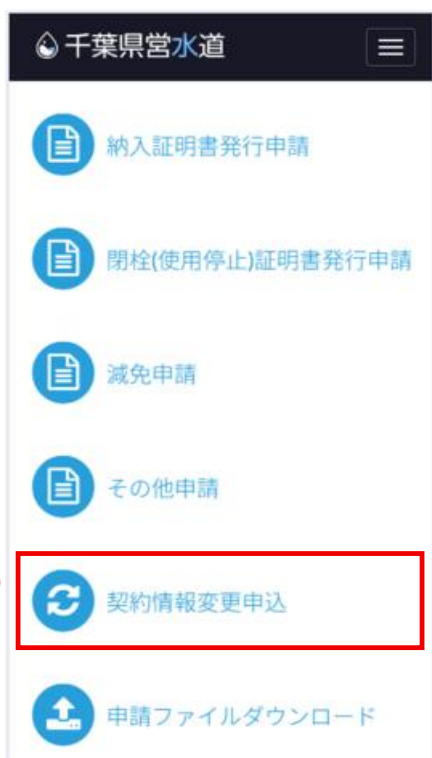 千葉県営水道
納入証明書発行申請
閉栓(使用停止)証明書発行申請
減免申請
その他申請
契約情報変更申込
申請ファイルダウンロード